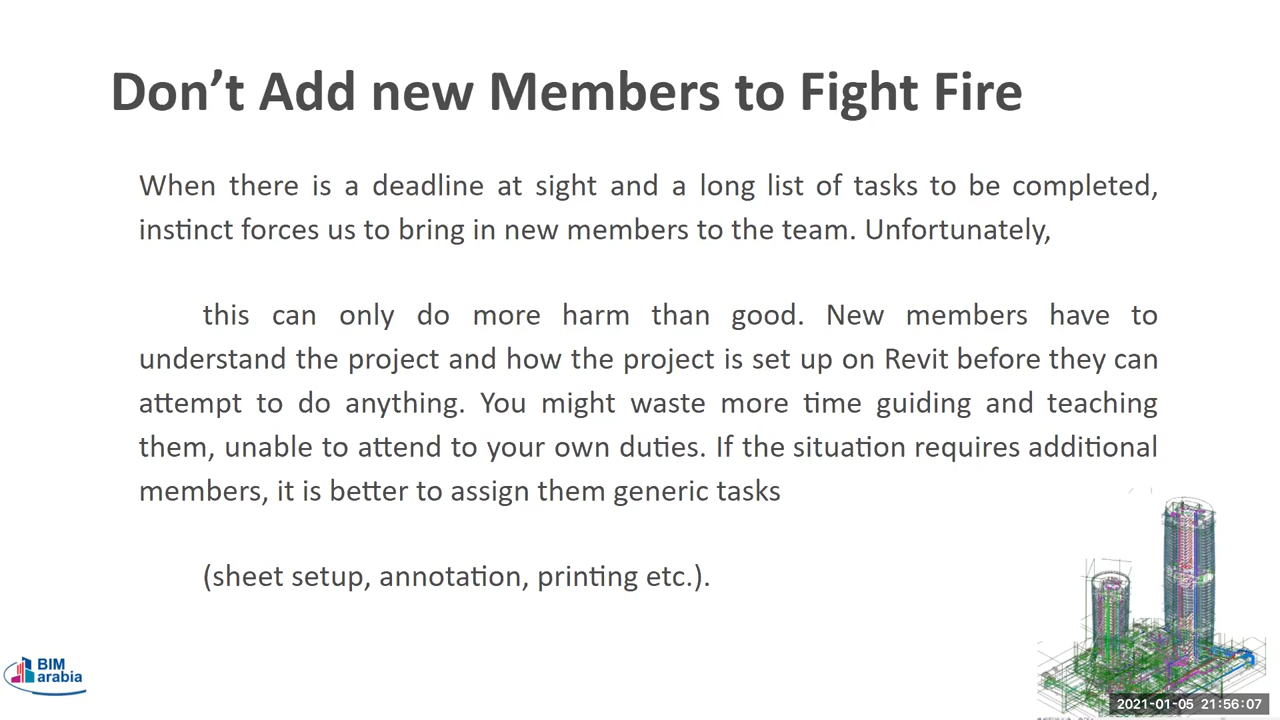 Don’t Add new Members to Fight Fire
When there is a deadline at sight and a long list of tasks to be completed,
instinct forces us to bring in new members to the team. Unfortunately,
this can only do more harm than good. New members have to
understand the project and how the project is set up on Revit before they can
attempt to do anything. You might waste more time guiding and teaching
them, unable to attend to your own duties. If the situation requires additional
members, it is better to assign them generic tasks
(sheet setup, annotation, printing etc.).
BIM
arabia
2021-01-05 21:56:07